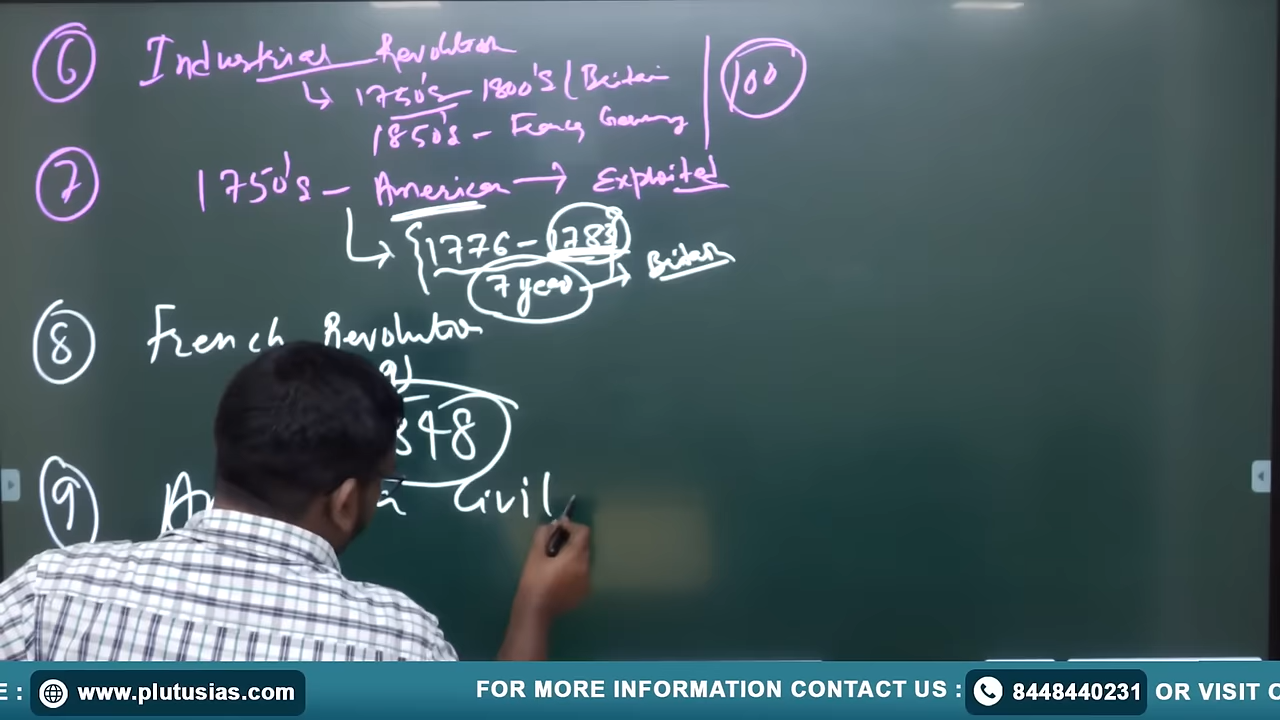 6 Industrial Revolution
↳ 1750's - 1800's ( Britain
1850's - France, Germany
100
7 1750's - American → Exploited
↳ { 1776 - 1783
7 year → Britain
8 French Revolution
848
9 Civil
www.plutusias.com
FOR MORE INFORMATION CONTACT US : 8448440231 OR VISIT